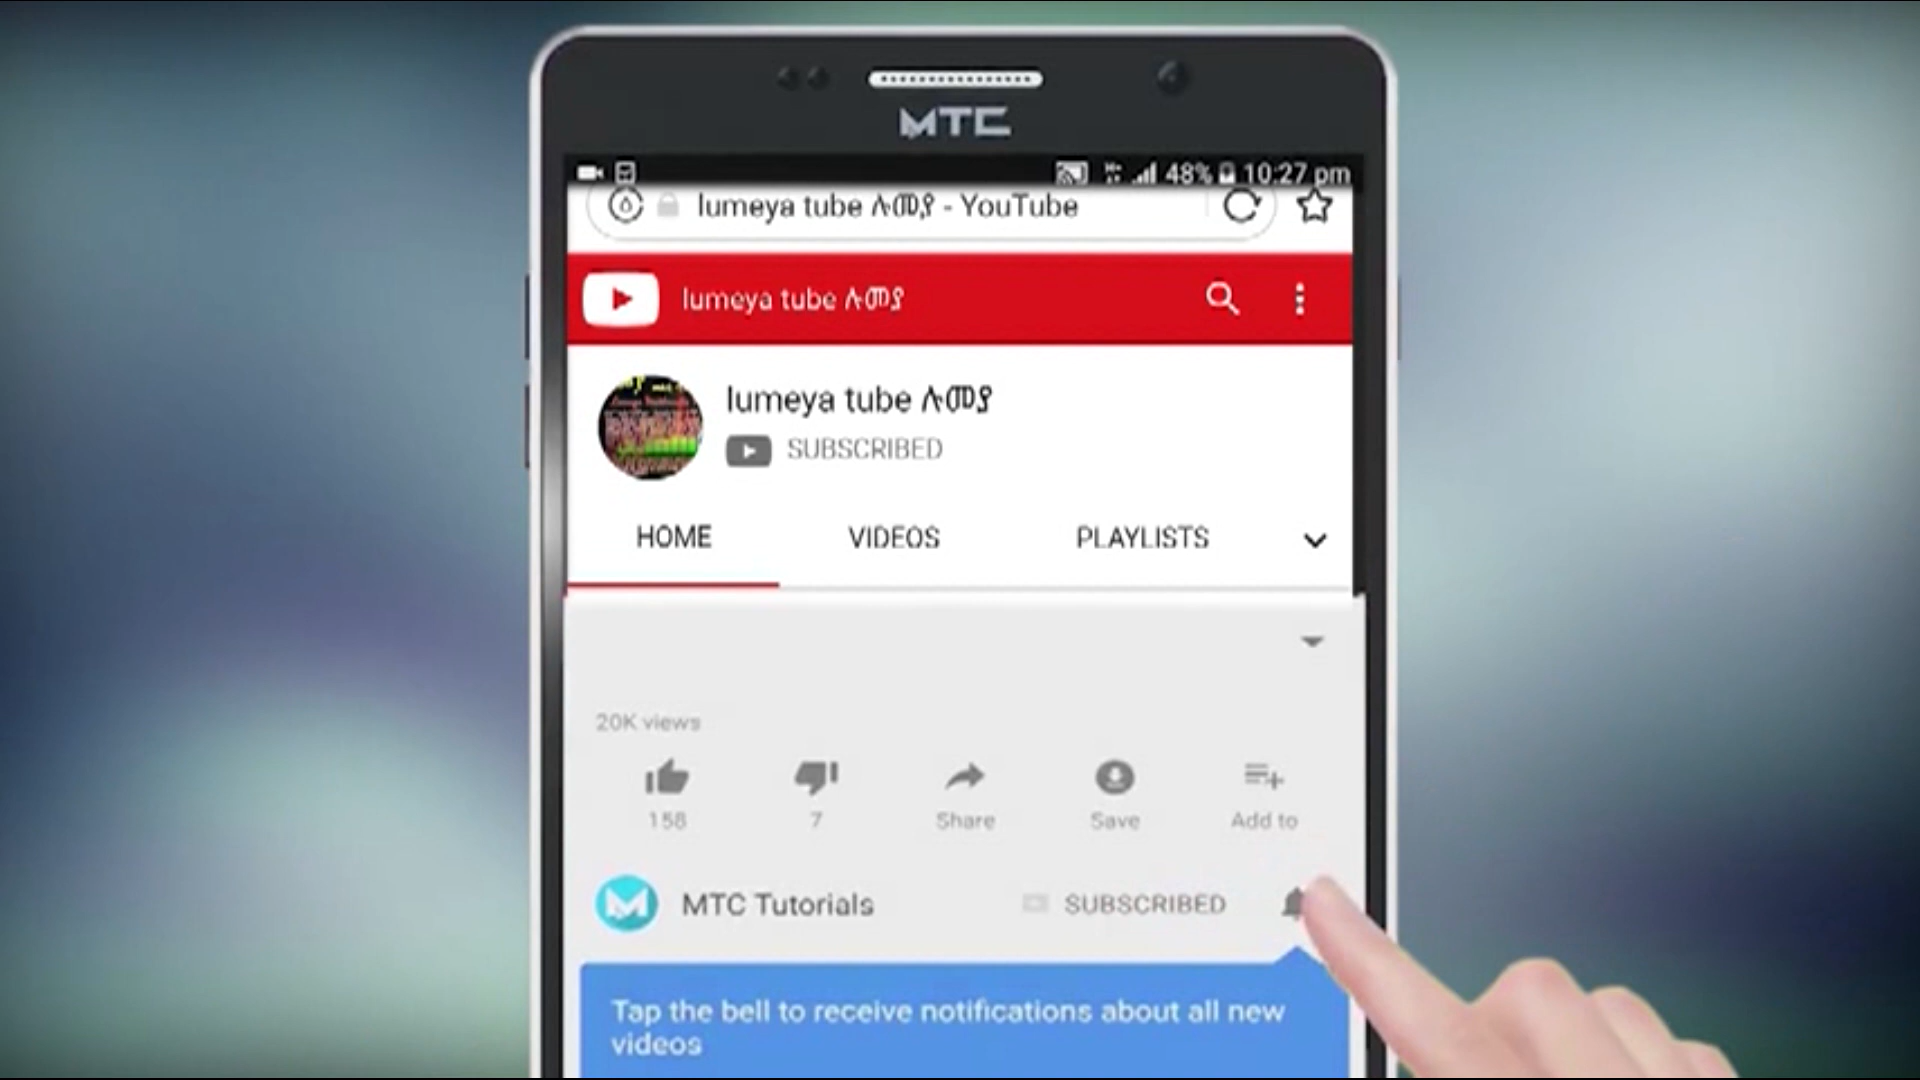 MTC
48% 10:27 pm
lumeya tube ሉመያ - YouTube
lumeya tube ሉመያ
lumeya tube ሉመያ
SUBSCRIBED
HOME VIDEOS PLAYLISTS
20K views
158 7 Share Save Add to
MTC Tutorials SUBSCRIBED
Tap the bell to receive notifications about all new
videos